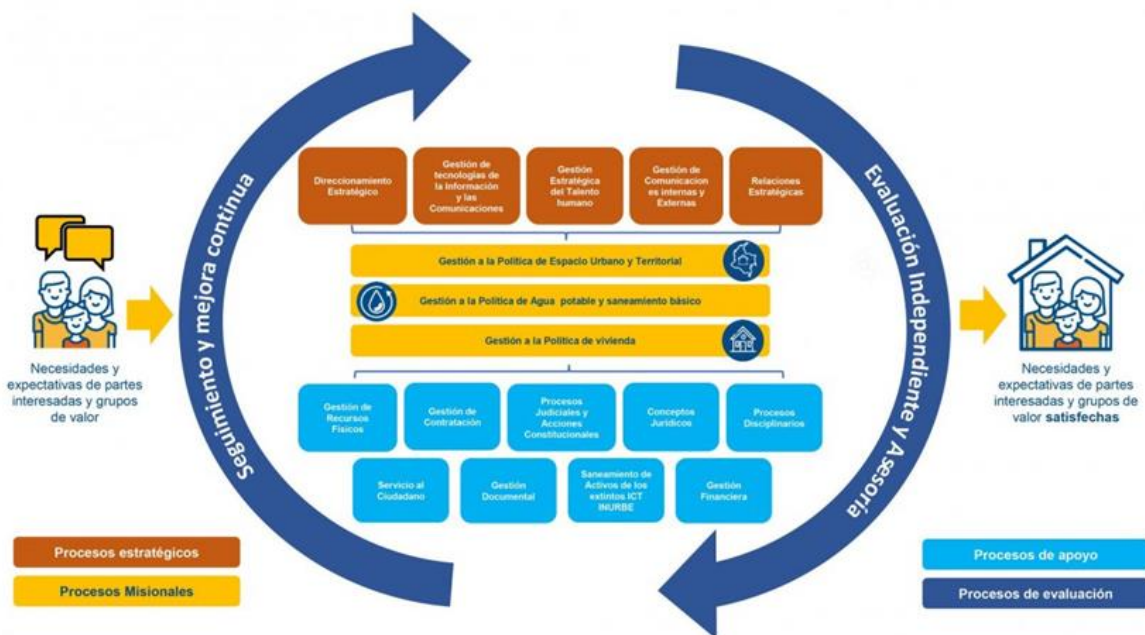 Direccionamiento
Estratégico
Gestión de
tecnologías de
la Información
y las
Comunicaciones
Gestión
Estratégica
del Talento
humano
Gestión de
Comunicacion
es internas y
Externas
Relaciones
Estratégicas
Gestión a la Política de Espacio Urbano y Territorial
Gestión a la Política de Agua potable y saneamiento básico
Gestión a la Política de vivienda
Gestión de
Recursos
Físicos
Gestión de
Contratación
Procesos
Judiciales y
Acciones
Constitucionales
Conceptos
Jurídicos
Procesos
Disciplinarios
Servicio al
Ciudadano
Gestión
Documental
Saneamiento de
Activos de los
extintos ICT
INURBE
Gestión
Financiera
Seguimiento y mejora continua
Evaluación Independiente y Asesoría
Necesidades y
expectativas de partes
interesadas y grupos
de valor
Necesidades y
expectativas de partes
interesadas y grupos de
valor satisfechas
Procesos estratégicos
Procesos Misionales
Procesos de apoyo
Procesos de evaluación